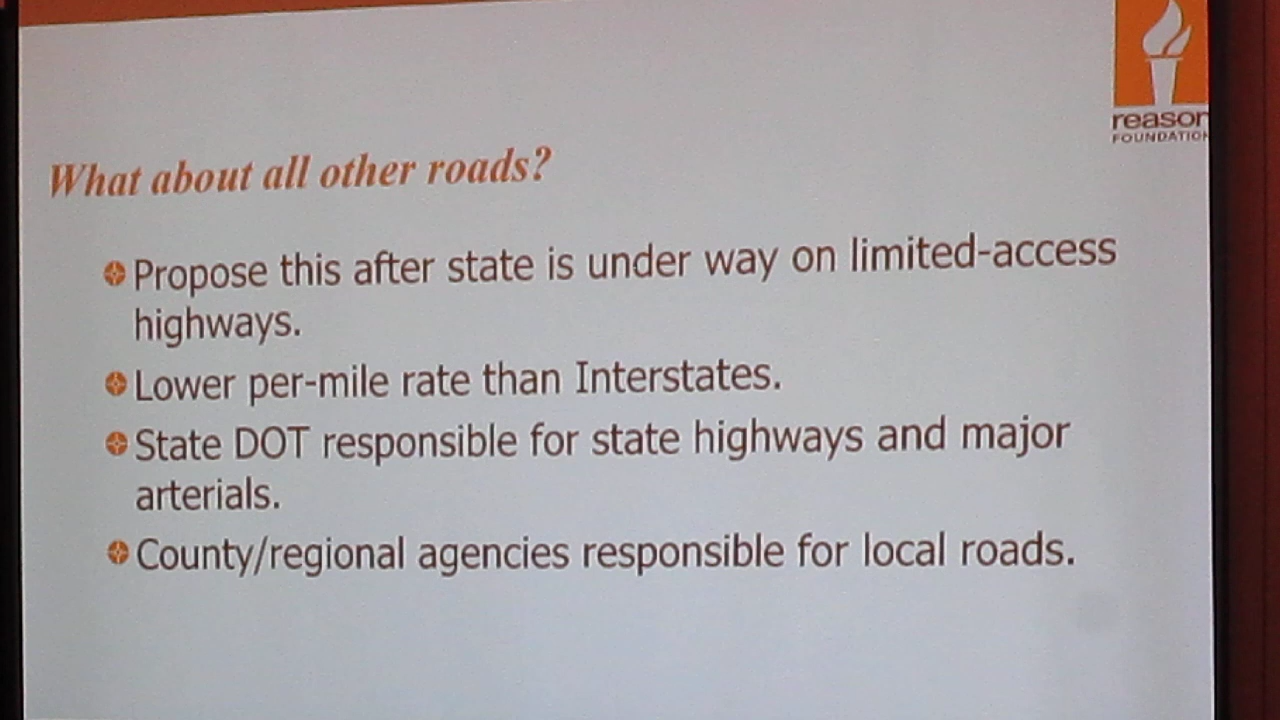 reason
FOUNDATION
What about all other roads?
Propose this after state is under way on limited-access
highways.
Lower per-mile rate than Interstates.
State DOT responsible for state highways and major
arterials.
County/regional agencies responsible for local roads.